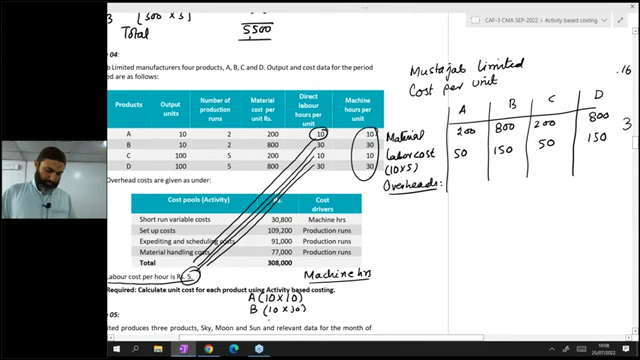 B (500 x 5)
Total 5,500
b Limited manufacturers four products, A, B, C and D. Output and cost data for the period
ed are as follows:
Products Output units Number of production runs Material cost per unit Rs. Direct labour hours per unit Machine hours per unit
A 10 2 200 10 10
B 10 2 800 30 30
C 100 5 200 10 10
D 100 5 800 30 30
Overhead costs are given as under:
Cost pools (Activity) Cost drivers
Short run variable costs 30,800 Machine hrs
Set up costs 109,200 Production runs
Expediting and scheduling costs 91,000 Production runs
Material handling costs 77,000 Production runs
Total 308,000
Labour cost per hour is Rs. 5.
Machine hrs
Required: Calculate unit cost for each product using Activity based costing.
A (10 x 10)
B (10 x 30)
-05:
ited produces three products, Sky, Moon and Sun and relevant data for the month of
Mustajab Limited
Cost per unit
A B C D
Material 200 800 200 800
Labor cost 50 150 50 150
(10 x 5)
Overheads:
.16
3
CAF-3 CMA SEP-2022 / Activity based costing
10:08
25/07/2022